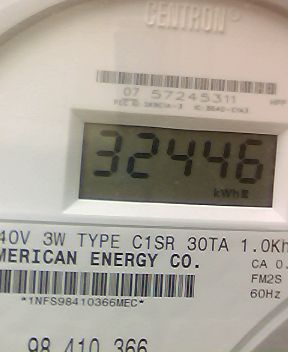 CENTRON®
07 57245311
32446
kWh
40V 3W TYPE C1SR 30TA 1.0Kh
MERICAN ENERGY CO.
CA 0.
FM2S
*1NFS98410366MEC*
60Hz
98 410 366